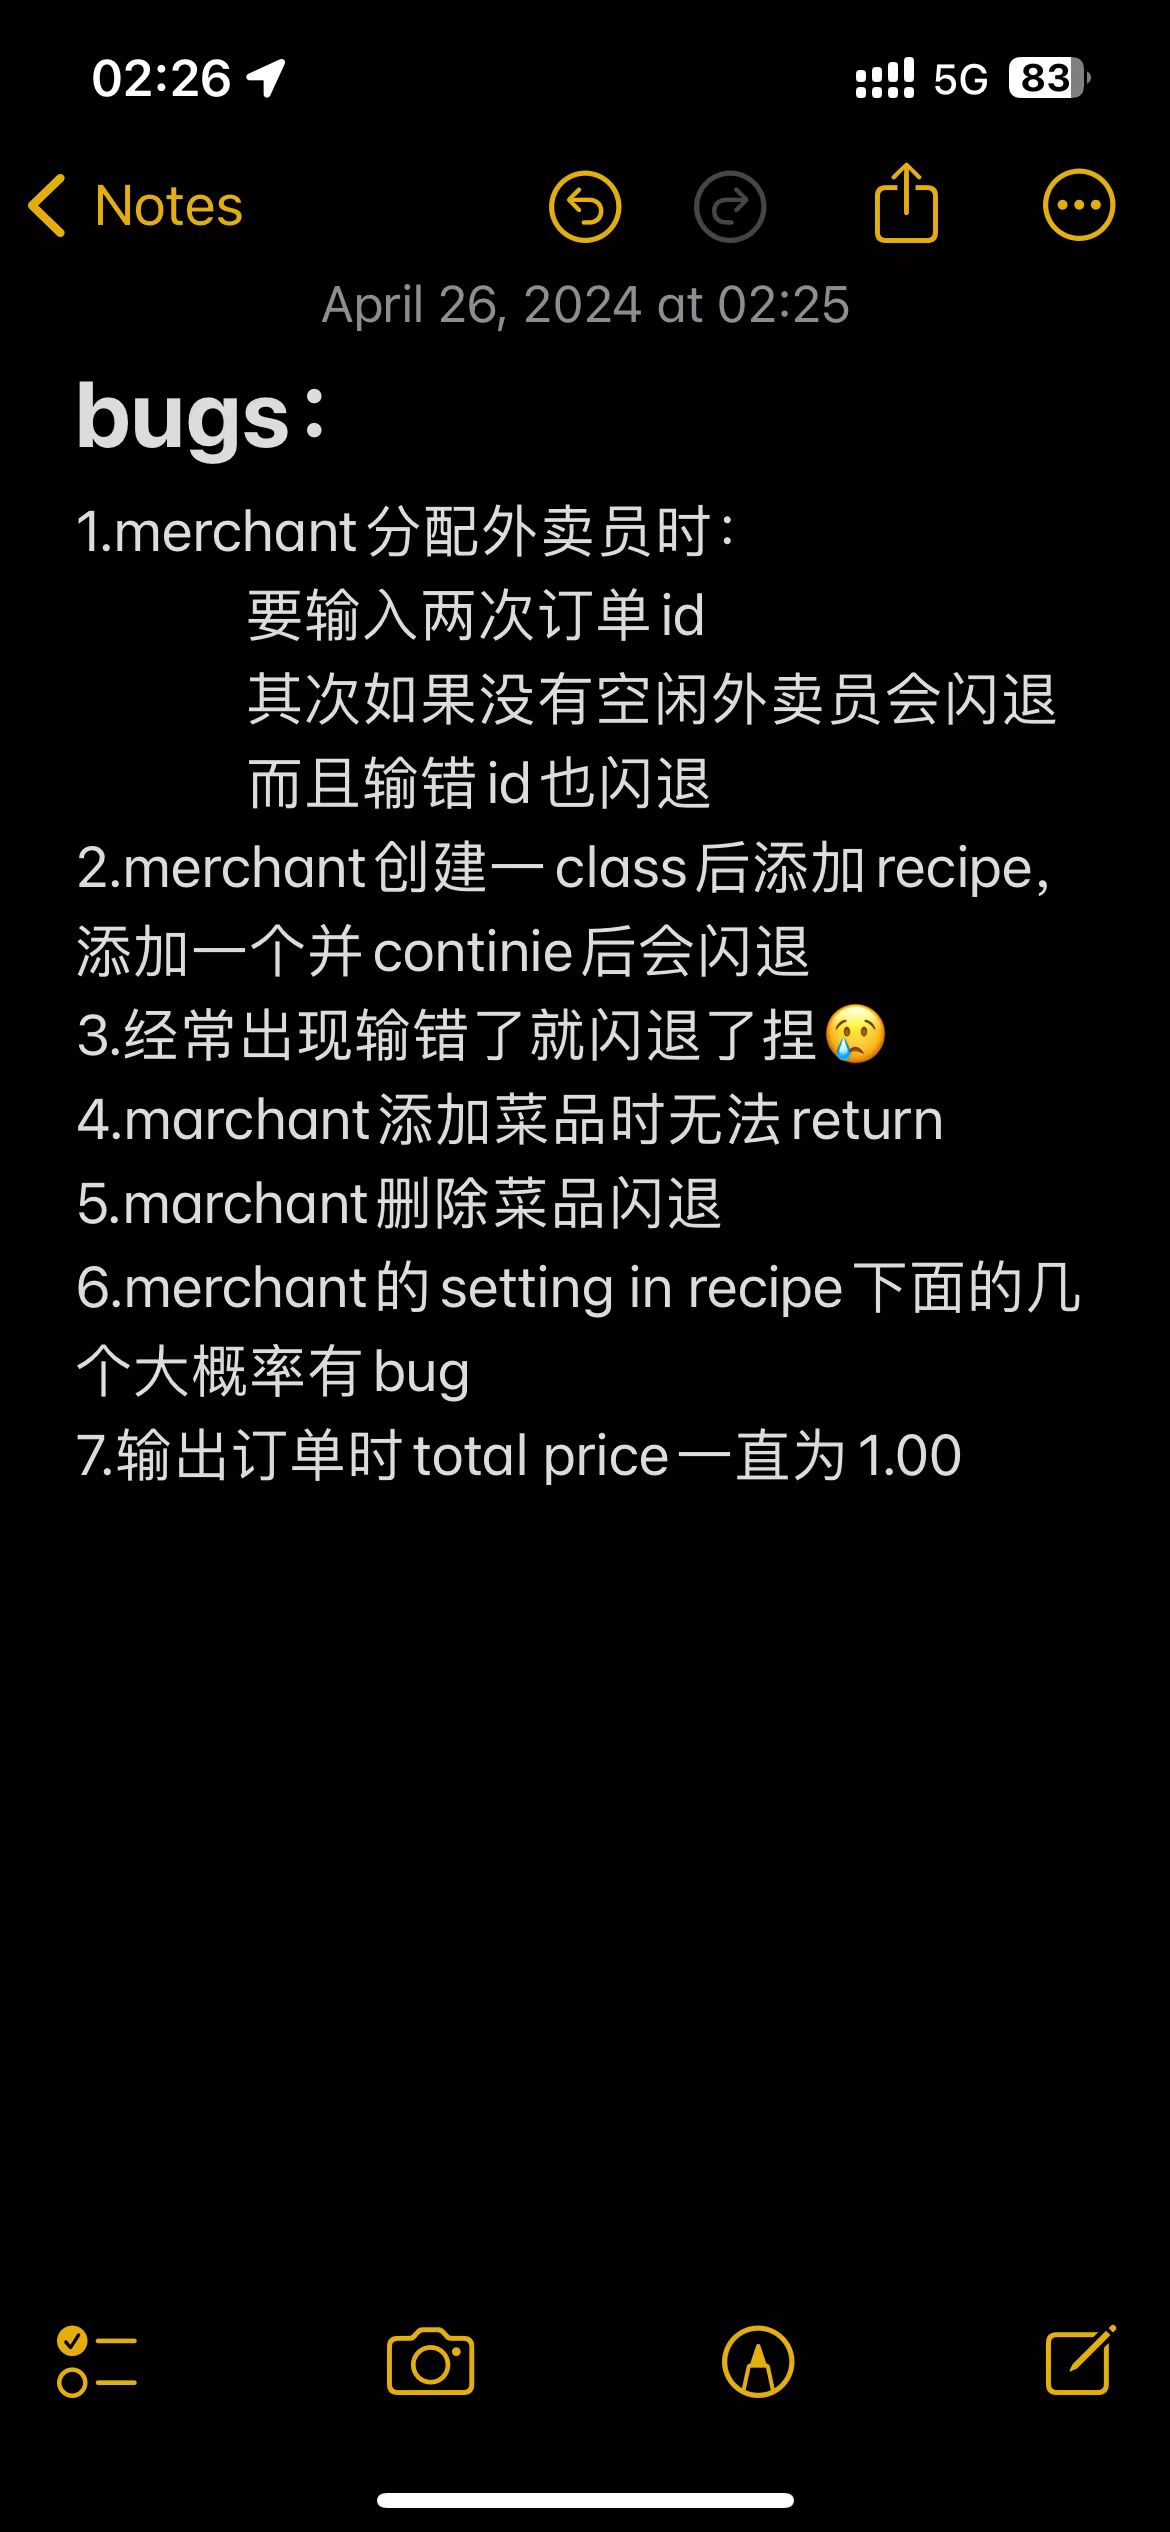 02:26 5G 83
Notes
April 26, 2024 at 02:25
bugs：
1.merchant分配外卖员时：
要输入两次订单id
其次如果没有空闲外卖员会闪退
而且输错id也闪退
2.merchant创建一class后添加recipe，
添加一个并continie后会闪退
3.经常出现输错了就闪退了捏😢
4.marchant添加菜品时无法return
5.marchant删除菜品闪退
6.merchant的setting in recipe下面的几
个大概率有bug
7.输出订单时total price一直为1.00